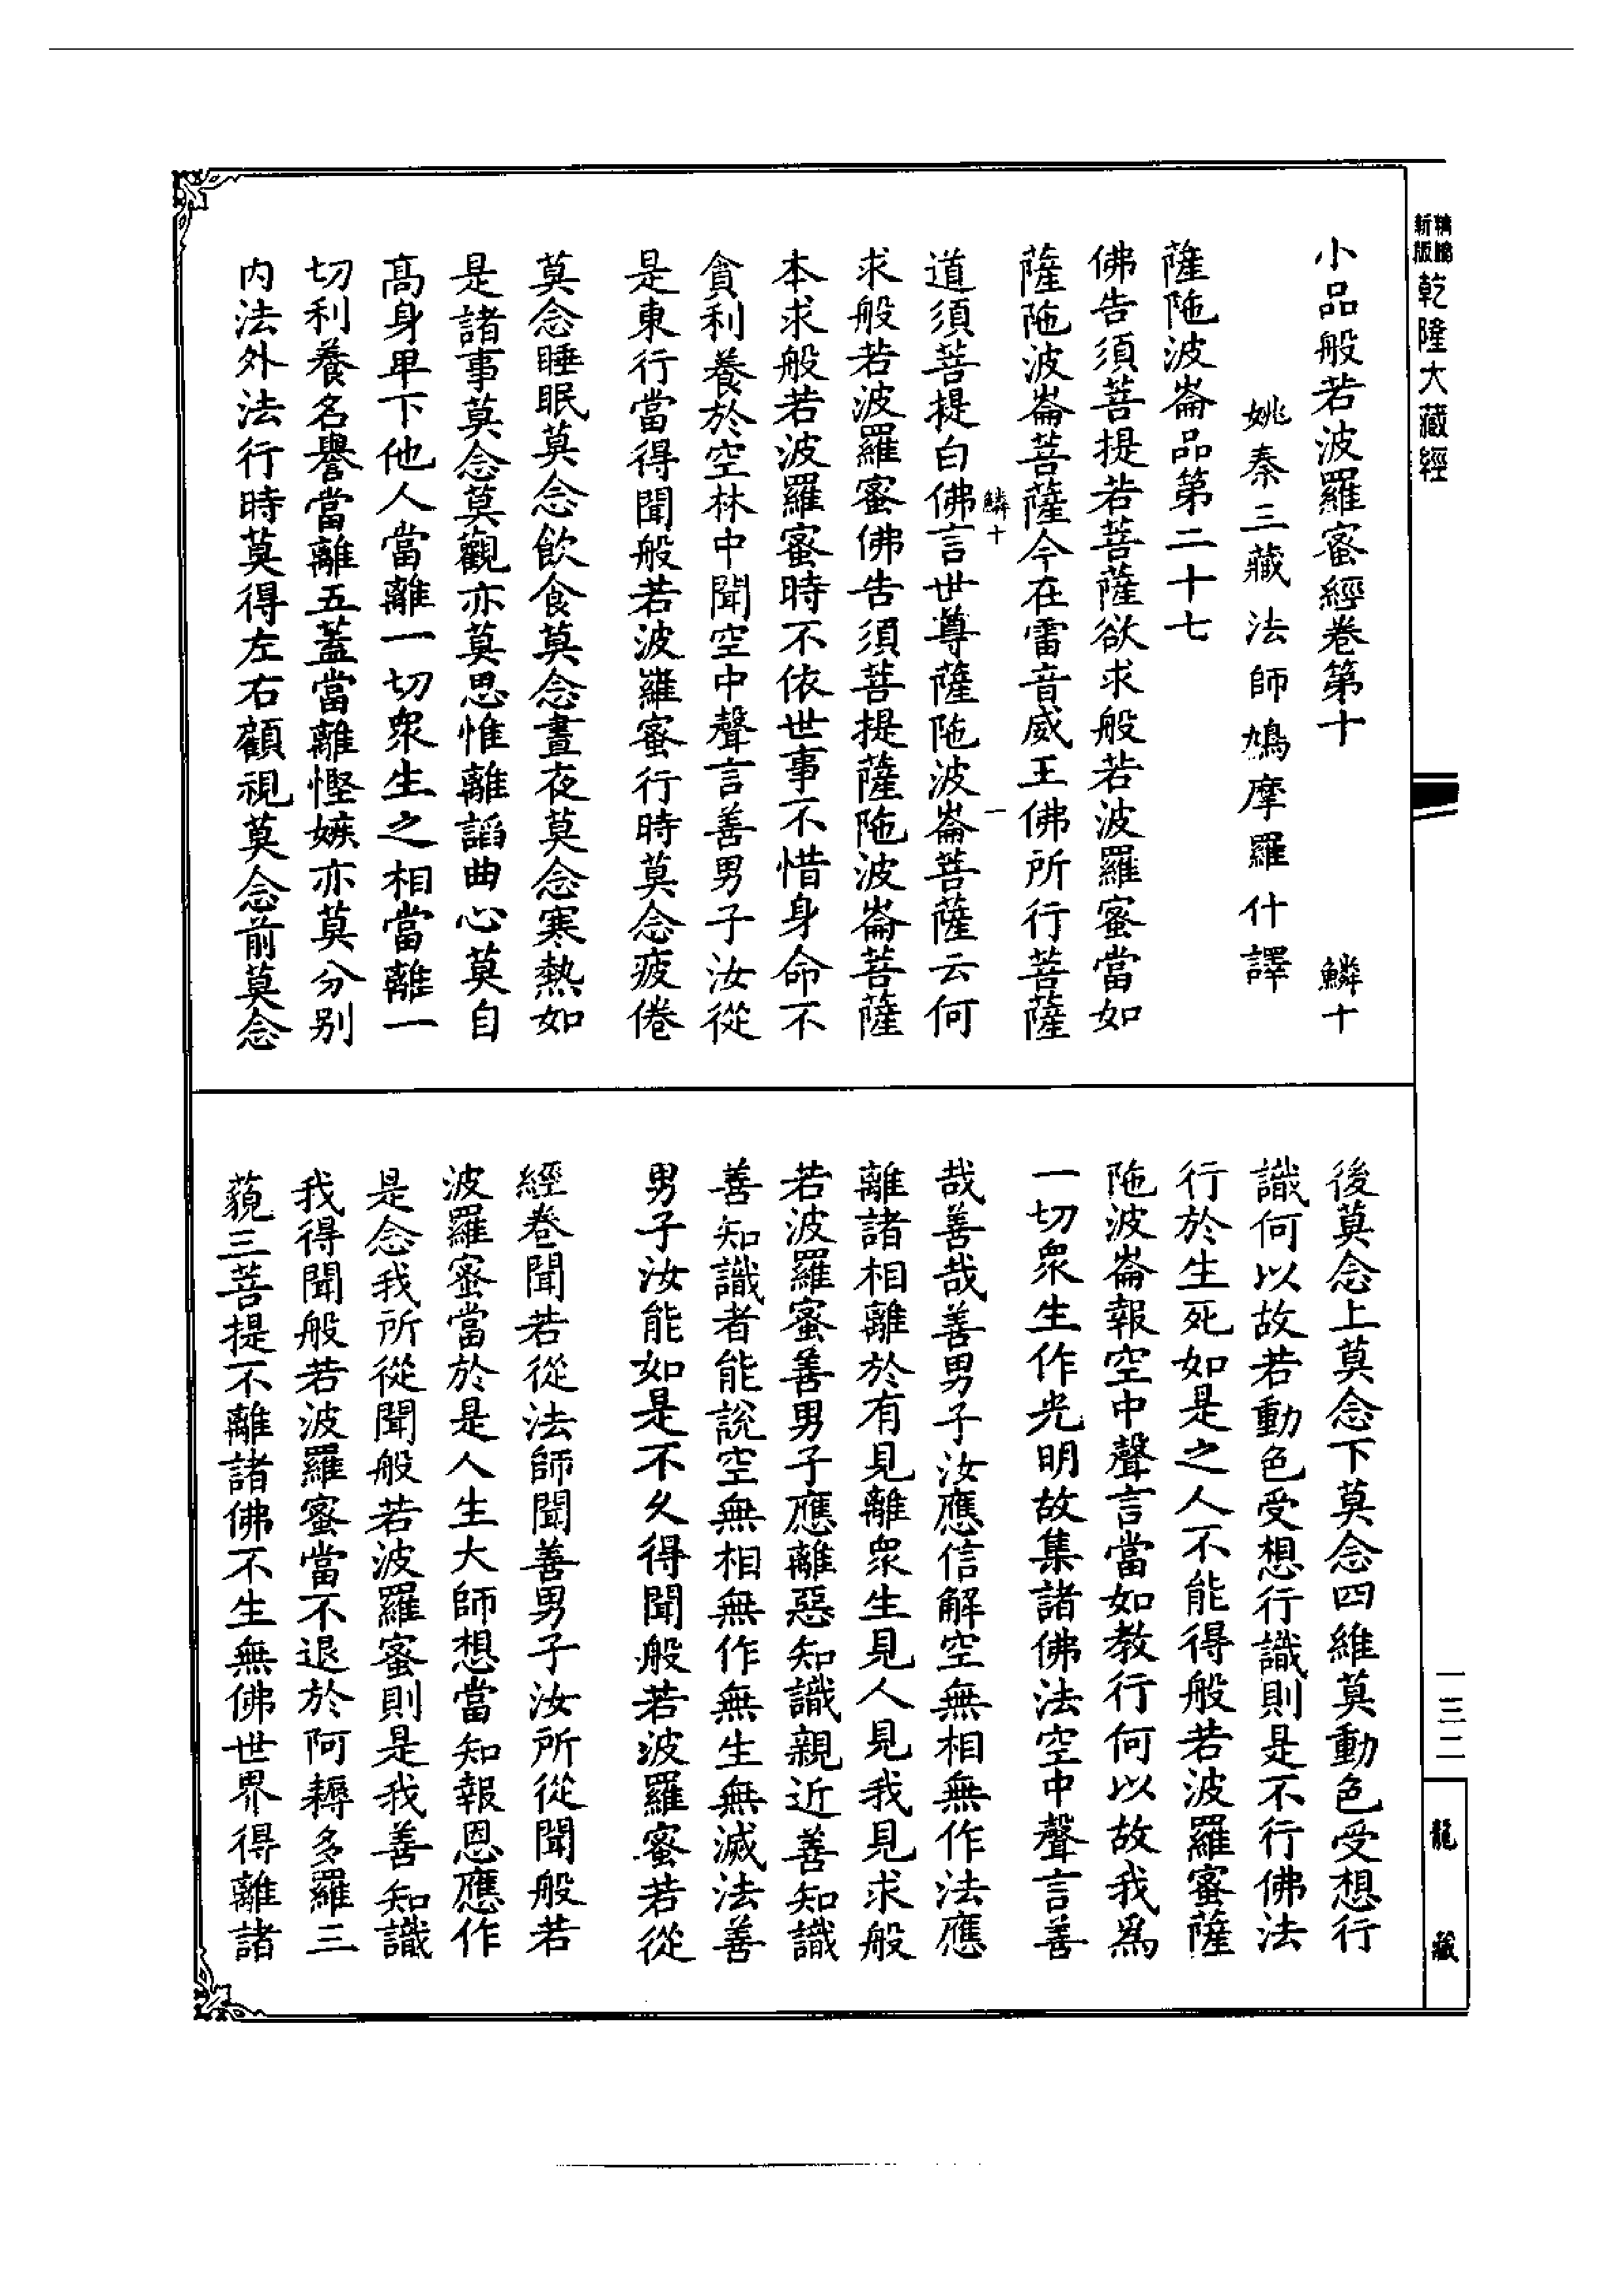 精縮新版乾隆大藏經
小品般若波羅蜜經卷第十 鱗十
姚秦三藏法師鳩摩羅什譯
薩陁波崙品第二十七
佛告須菩提若菩薩欲求般若波羅蜜當如
薩陁波崙菩薩今在雷音威王佛所行菩薩
鱗十 一
道須菩提白佛言世尊薩陁波崙菩薩云何
求般若波羅蜜佛告須菩提薩陁波崙菩薩
本求般若波羅蜜時不依世事不惜身命不
貪利養於空林中聞空中聲言善男子汝從
是東行當得聞般若波羅蜜行時莫念疲倦
莫念睡眠莫念飲食莫念晝夜莫念寒熱如
是諸事莫念莫觀亦莫思惟離諂曲心莫自
高身卑下他人當離一切眾生之相當離一
切利養名譽當離五蓋當離慳嫉亦莫分別
內法外法行時莫得左右顧視莫念前莫念
後莫念上莫念下莫念四維莫動色受想行
識何以故若動色受想行識則是不行佛法
行於生死如是之人不能得般若波羅蜜薩
陁波崙報空中聲言當如教行何以故我為
一切眾生作光明故集諸佛法空中聲言善
哉善哉善男子汝應信解空無相無作法應
離諸相離於有見離眾生見人見我見求般
若波羅蜜善男子應離惡知識親近善知識
善知識者能說空無相無作無生無滅法善
男子汝能如是不久得聞般若波羅蜜若從
經卷聞若從法師聞善男子汝所從聞般若
波羅蜜當於是人生大師想當知報恩應作
是念我所從聞般若波羅蜜則是我善知識
我得聞般若波羅蜜當不退於阿耨多羅三
藐三菩提不離諸佛不生無佛世界得離諸
一三二
龍藏